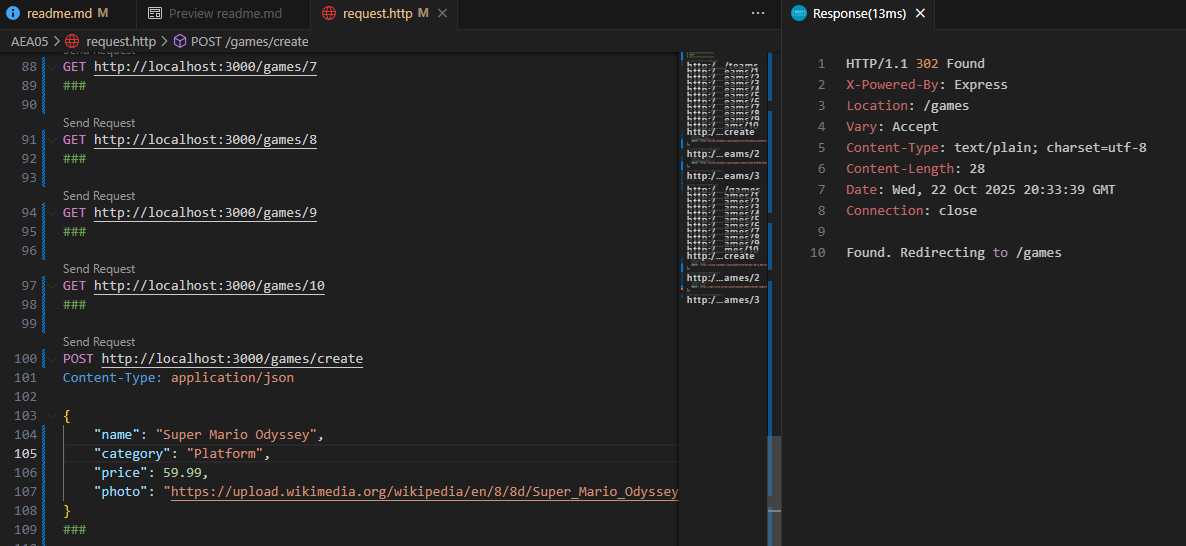 readme.md M
Preview readme.md
request.http M
Response(13ms)
AEA05 > request.http > POST /games/create
Send Request
88 GET http://localhost:3000/games/7
89 ###
90
Send Request
91 GET http://localhost:3000/games/8
92 ###
93
Send Request
94 GET http://localhost:3000/games/9
95 ###
96
Send Request
97 GET http://localhost:3000/games/10
98 ###
99
Send Request
100 POST http://localhost:3000/games/create
101 Content-Type: application/json
102
103 {
104 "name": "Super Mario Odyssey",
105 "category": "Platform",
106 "price": 59.99,
107 "photo": "https://upload.wikimedia.org/wikipedia/en/8/8d/Super_Mario_Odyssey
108 }
109 ###
http:/...create
http:/...eams/2
http:/...eams/3
http:/...create
http:/...ames/2
http:/...ames/3
1 HTTP/1.1 302 Found
2 X-Powered-By: Express
3 Location: /games
4 Vary: Accept
5 Content-Type: text/plain; charset=utf-8
6 Content-Length: 28
7 Date: Wed, 22 Oct 2025 20:33:39 GMT
8 Connection: close
9
10 Found. Redirecting to /games